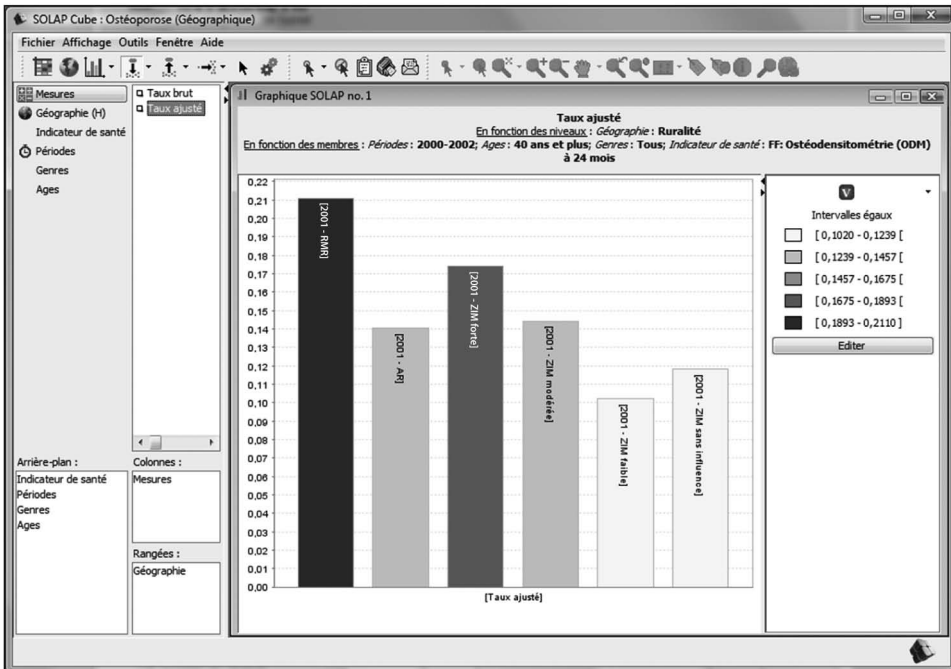 SOLAP Cube : Ostéoporose (Géographique)
Fichier Affichage Outils Fenêtre Aide
Mesures
Géographie (H)
Indicateur de santé
Périodes
Genres
Ages
Taux brut
Taux ajusté
Arrière-plan :
Indicateur de santé
Périodes
Genres
Ages
Colonnes :
Mesures
Rangées :
Géographie
Graphique SOLAP no. 1
Taux ajusté
En fonction des niveaux : Géographie : Ruralité
En fonction des membres : Périodes : 2000-2002; Ages : 40 ans et plus; Genres : Tous; Indicateur de santé : FF: Ostéodensitométrie (ODM)
à 24 mois
0,22
0,21
0,20
0,19
0,18
0,17
0,16
0,15
0,14
0,13
0,12
0,11
0,10
0,09
0,08
0,07
0,06
0,05
0,04
0,03
0,02
0,01
0,00
[2001 - RMR]
[2001 - AR]
[2001 - ZIM forte]
[2001 - ZIM modérée]
[2001 - ZIM faible]
[2001 - ZIM sans influence]
[Taux ajusté]
V
Intervalles égaux
[ 0,1020 - 0,1239 [
[ 0,1239 - 0,1457 [
[ 0,1457 - 0,1675 [
[ 0,1675 - 0,1893 [
[ 0,1893 - 0,2110 ]
Editer